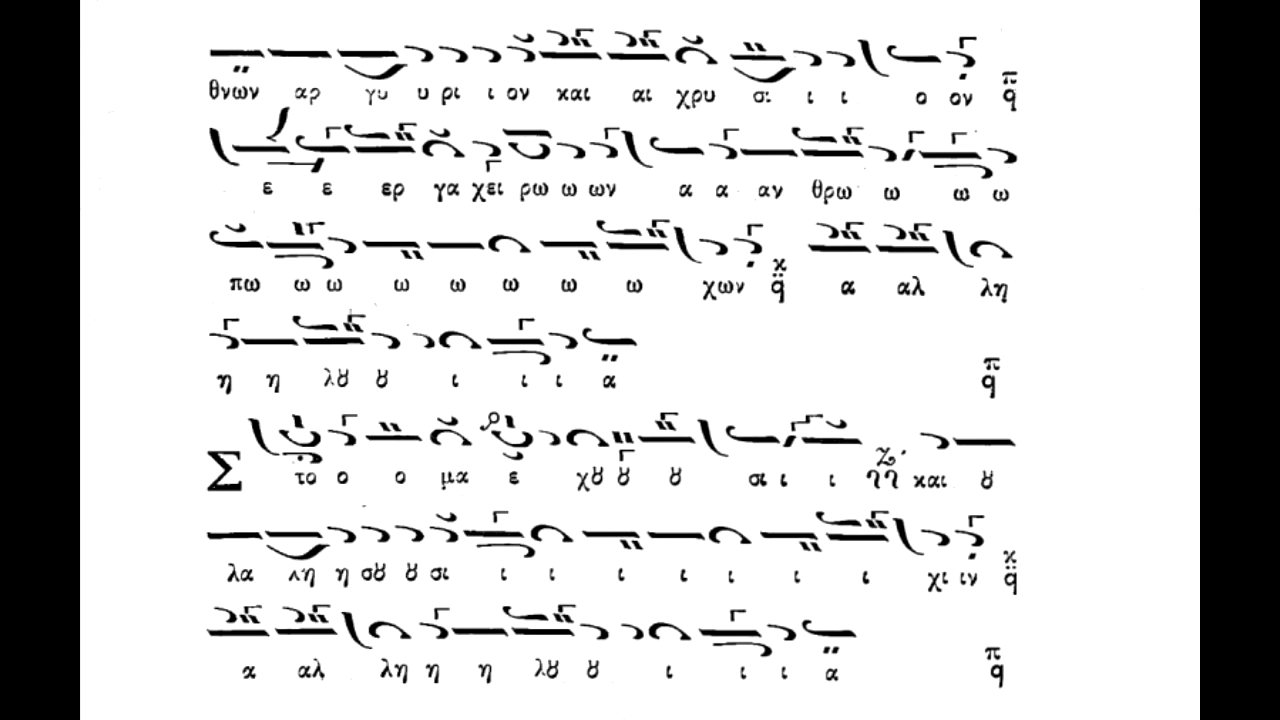 θνων αρ γυ υ ρι ι ον και αι χρυ σι ι ι ο ον π q
ε ε ερ γα χει ρω ω ων α α αν θρω ω ω ω
πω ω ω ω ω ω ω ω χων κ q α αλ λη
η η λȣ ȣ ι ι ι α π q
Σ το ο ο μα ε χȣ ȣ ȣ σι ι ι και ȣ
λα λη η σȣ ȣ σι ι ι ι ι ι ι ι χι ιν κ q
α αλ λη η η λȣ ȣ ι ι ι α π q